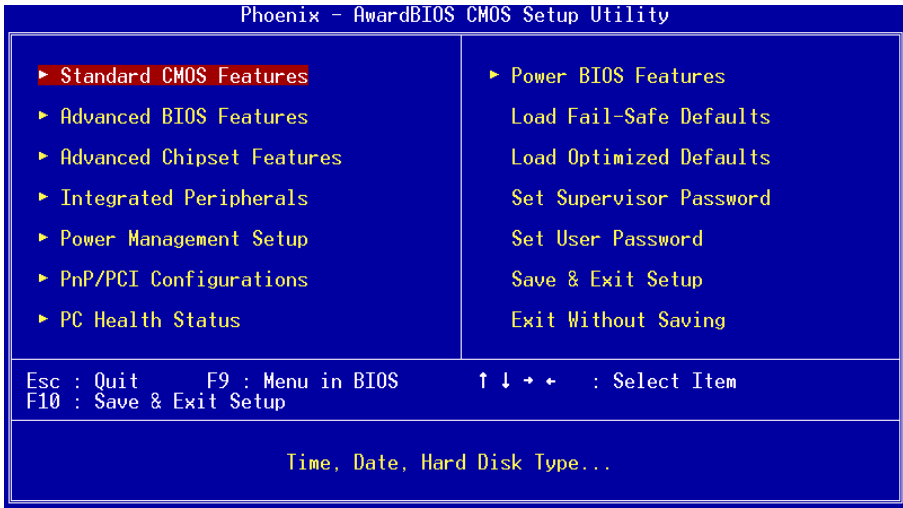 Phoenix - AwardBIOS CMOS Setup Utility
► Standard CMOS Features
► Advanced BIOS Features
► Advanced Chipset Features
► Integrated Peripherals
► Power Management Setup
► PnP/PCI Configurations
► PC Health Status
► Power BIOS Features
Load Fail-Safe Defaults
Load Optimized Defaults
Set Supervisor Password
Set User Password
Save & Exit Setup
Exit Without Saving
Esc : Quit F9 : Menu in BIOS ↑ ↓ → ← : Select Item
F10 : Save & Exit Setup
Time, Date, Hard Disk Type...